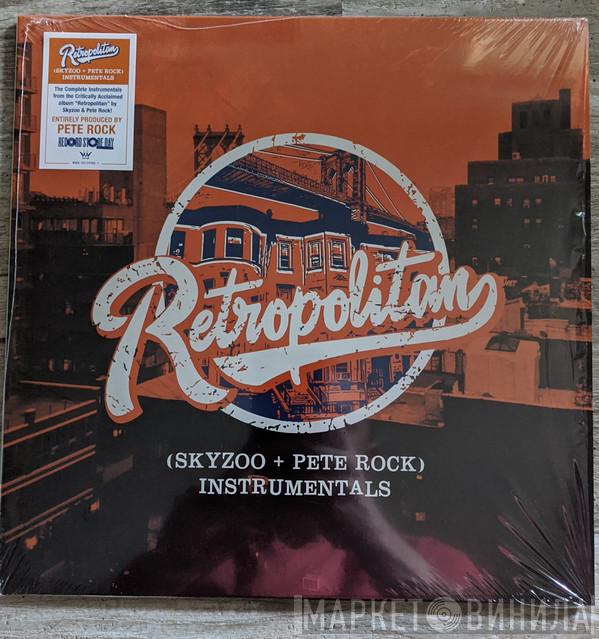 Retropolitan
(SKYZOO + PETE ROCK)
INSTRUMENTALS
The Complete Instrumentals
from the Critically Acclaimed
album "Retropolitan" by
Skyzoo & Pete Rock!
ENTIRELY PRODUCED BY
PETE ROCK
RECORD STORE DAY
Retropolitan
(SKYZOO + PETE ROCK)
INSTRUMENTALS
МАРКЕТ ВИНИЛА